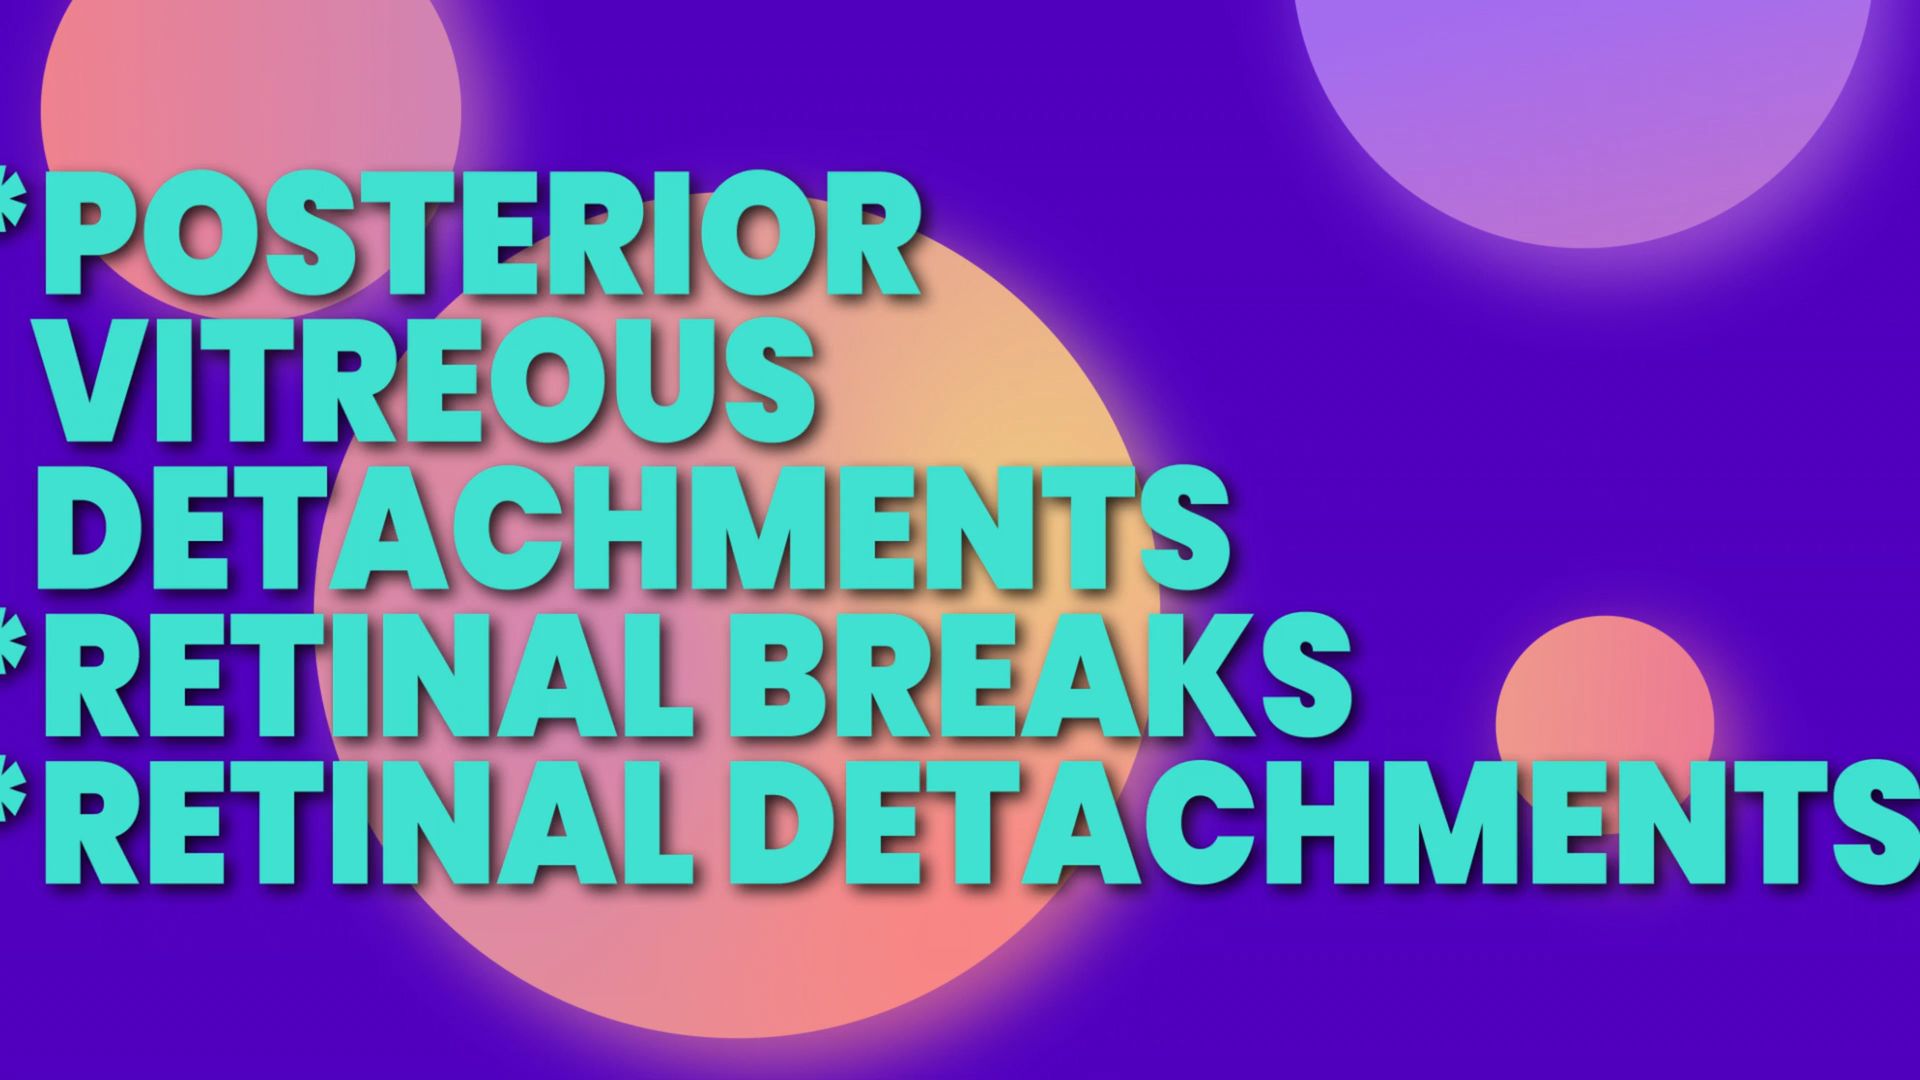 *POSTERIOR
VITREOUS
DETACHMENTS
*RETINAL BREAKS
*RETINAL DETACHMENTS